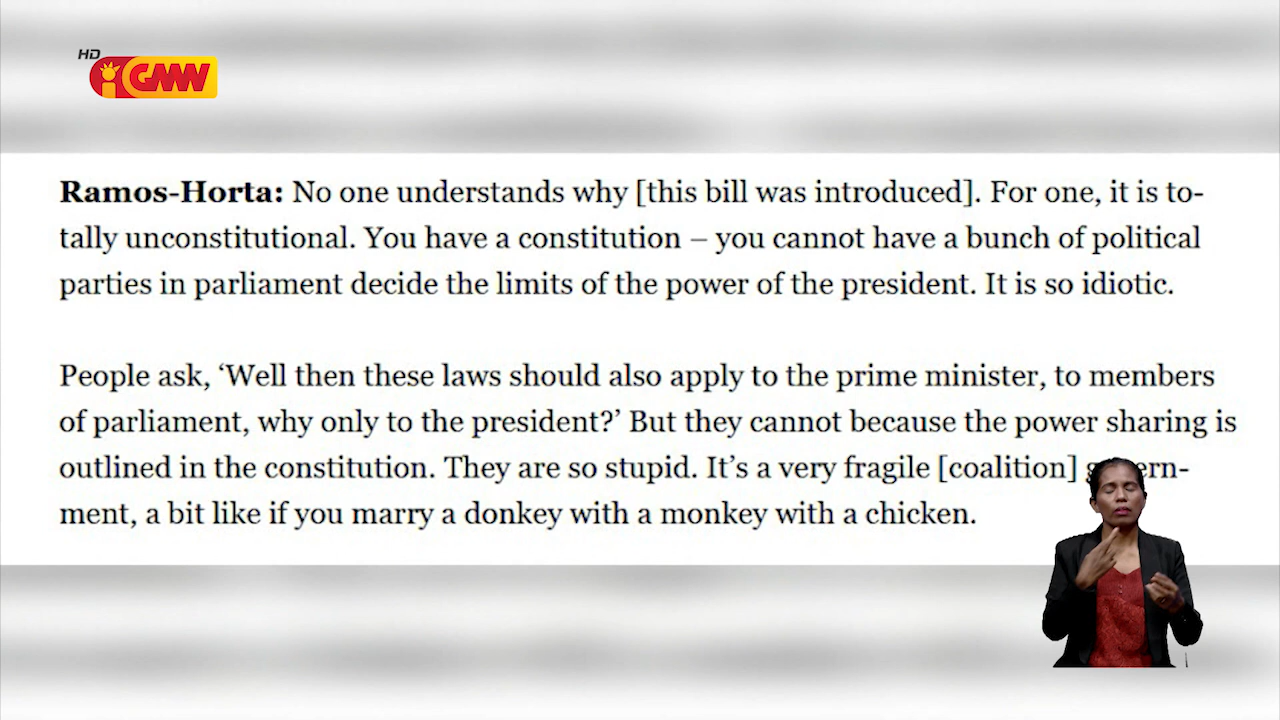 HD
GMN
Ramos-Horta: No one understands why [this bill was introduced]. For one, it is to-
tally unconstitutional. You have a constitution – you cannot have a bunch of political
parties in parliament decide the limits of the power of the president. It is so idiotic.
People ask, ‘Well then these laws should also apply to the prime minister, to members
of parliament, why only to the president?’ But they cannot because the power sharing is
outlined in the constitution. They are so stupid. It’s a very fragile [coalition]
ment, a bit like if you marry a donkey with a monkey with a chicken.